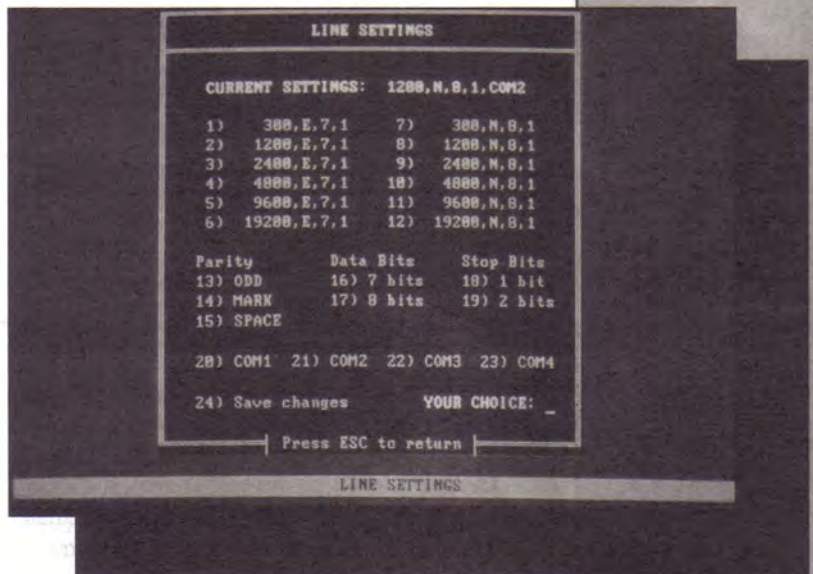 LINE SETTINGS
CURRENT SETTINGS: 1200,N,8,1,COM2
1) 300,E,7,1 7) 300,N,8,1
2) 1200,E,7,1 8) 1200,N,8,1
3) 2400,E,7,1 9) 2400,N,8,1
4) 4800,E,7,1 10) 4800,N,8,1
5) 9600,E,7,1 11) 9600,N,8,1
6) 19200,E,7,1 12) 19200,N,8,1
Parity Data Bits Stop Bits
13) ODD 16) 7 bits 18) 1 bit
14) MARK 17) 8 bits 19) 2 bits
15) SPACE
20) COM1 21) COM2 22) COM3 23) COM4
24) Save changes YOUR CHOICE: _
Press ESC to return
LINE SETTINGS